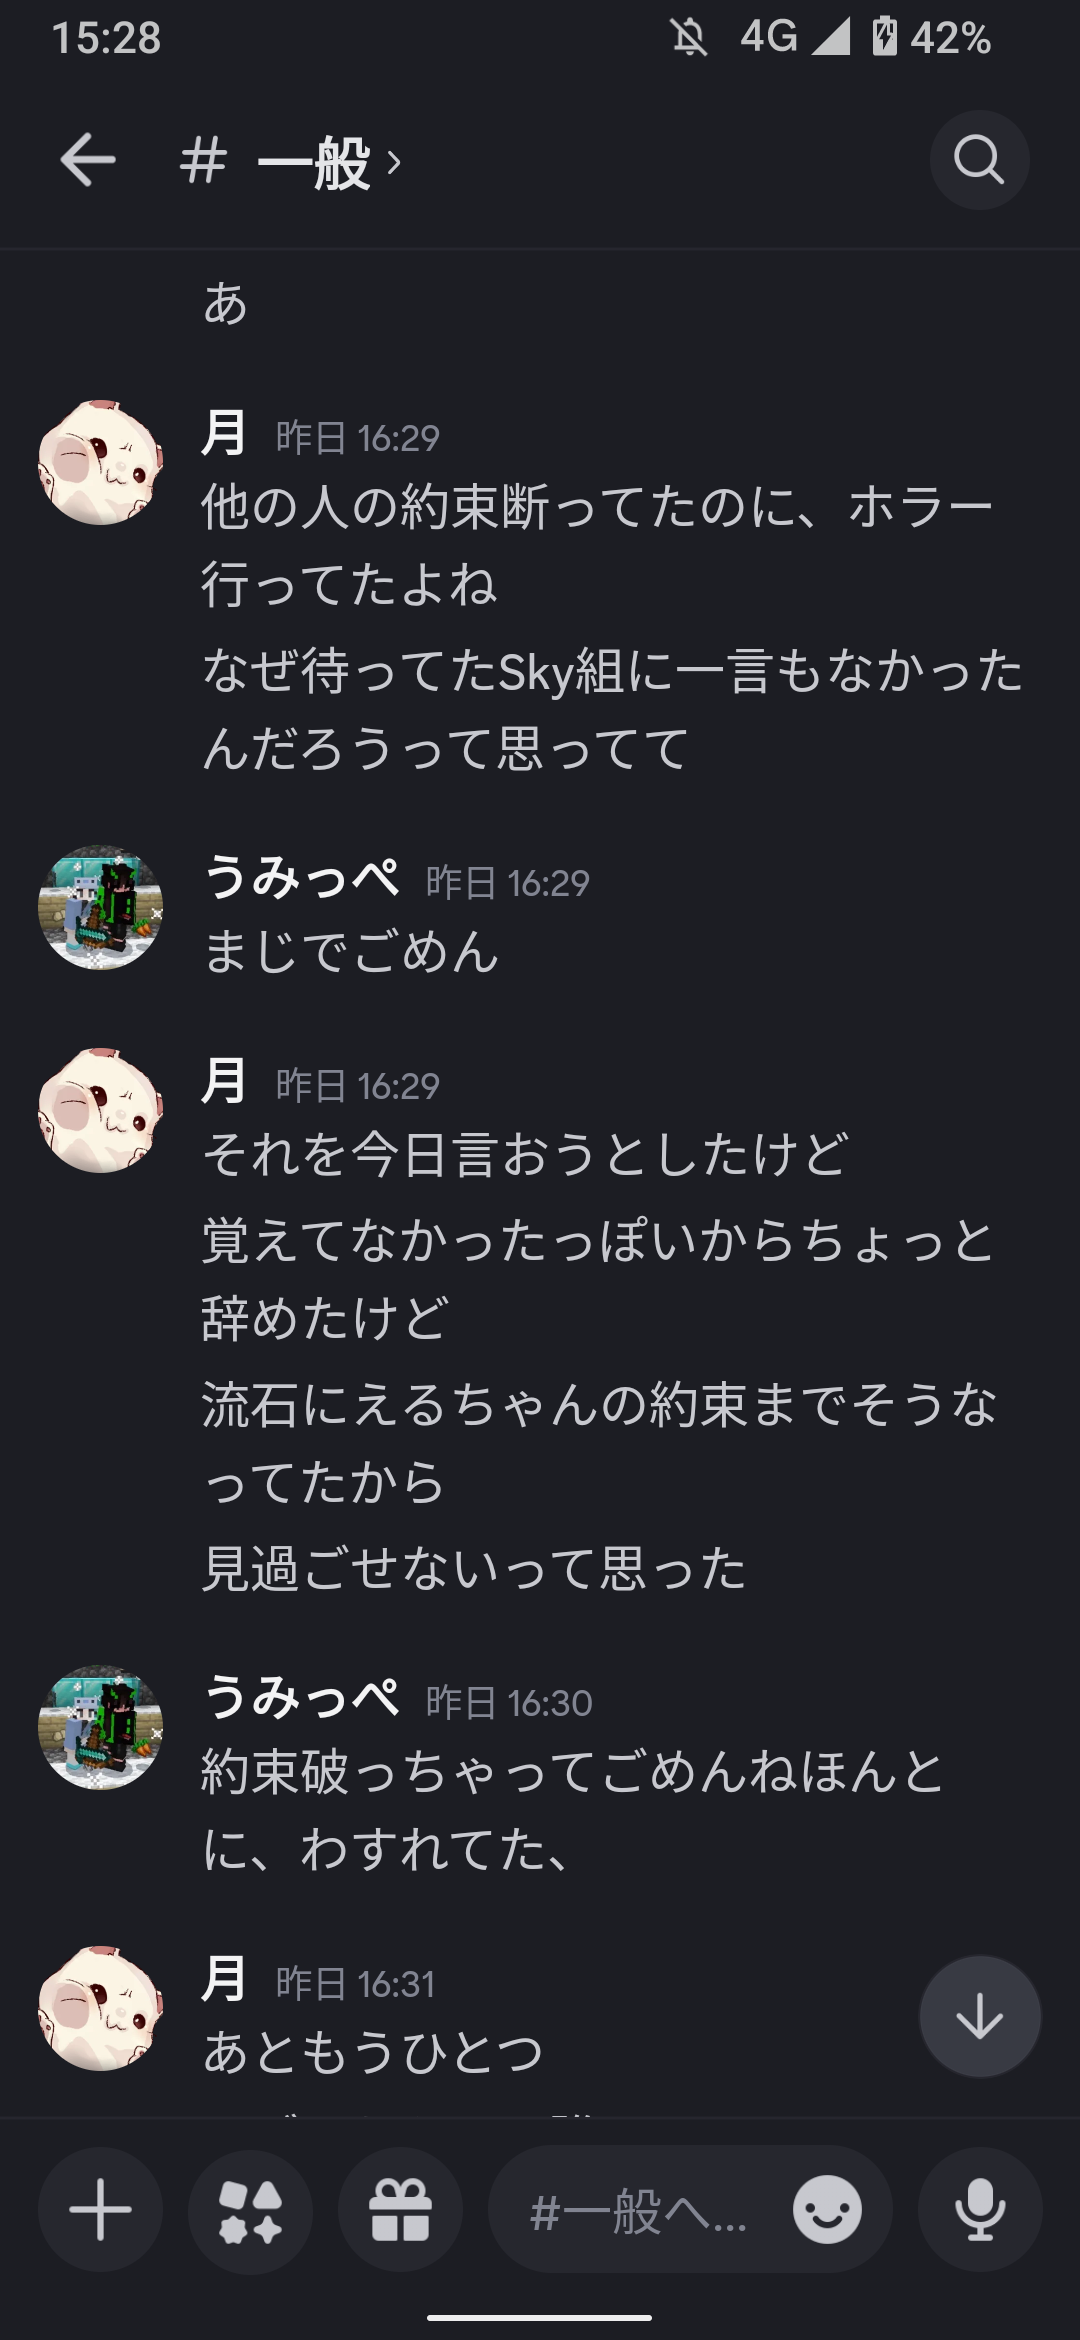 15:28 4G 42%
# 一般 ›
あ
月 昨日 16:29
他の人の約束断ってたのに、ホラー
行ってたよね
なぜ待ってたSky組に一言もなかった
んだろうって思ってて
うみっぺ 昨日 16:29
まじでごめん
月 昨日 16:29
それを今日言おうとしたけど
覚えてなかったっぽいからちょっと
辞めたけど
流石にえるちゃんの約束までそうな
ってたから
見過ごせないって思った
うみっぺ 昨日 16:30
約束破っちゃってごめんねほんと
に、わすれてた、
月 昨日 16:31
あともうひとつ
#一般へ...